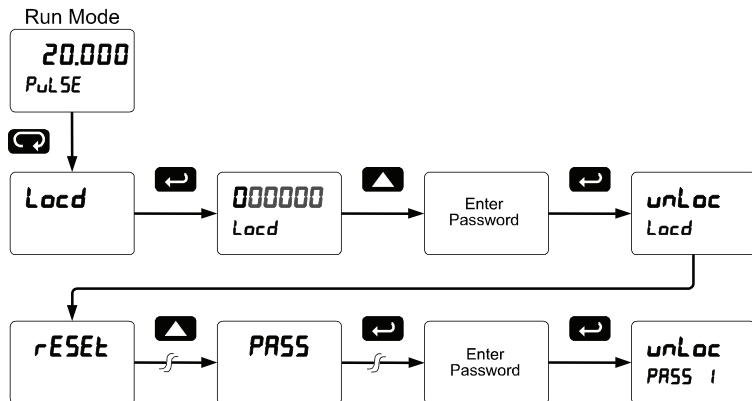 Run Mode
20.000
PuLSE
Locd
000000
Locd
Enter
Password
unLoc
Locd
rESEt
PASS
Enter
Password
unLoc
PASS 1